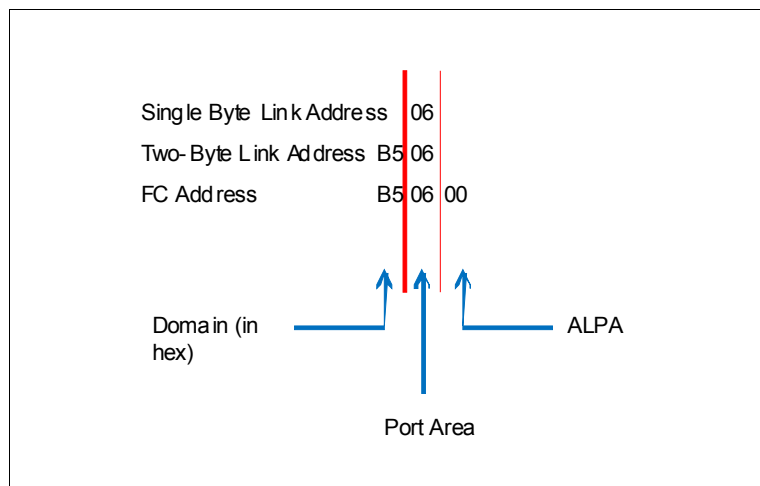 Single Byte Link Address 06
Two-Byte Link Address B5 06
FC Address B5 06 00
Domain (in
hex)
ALPA
Port Area